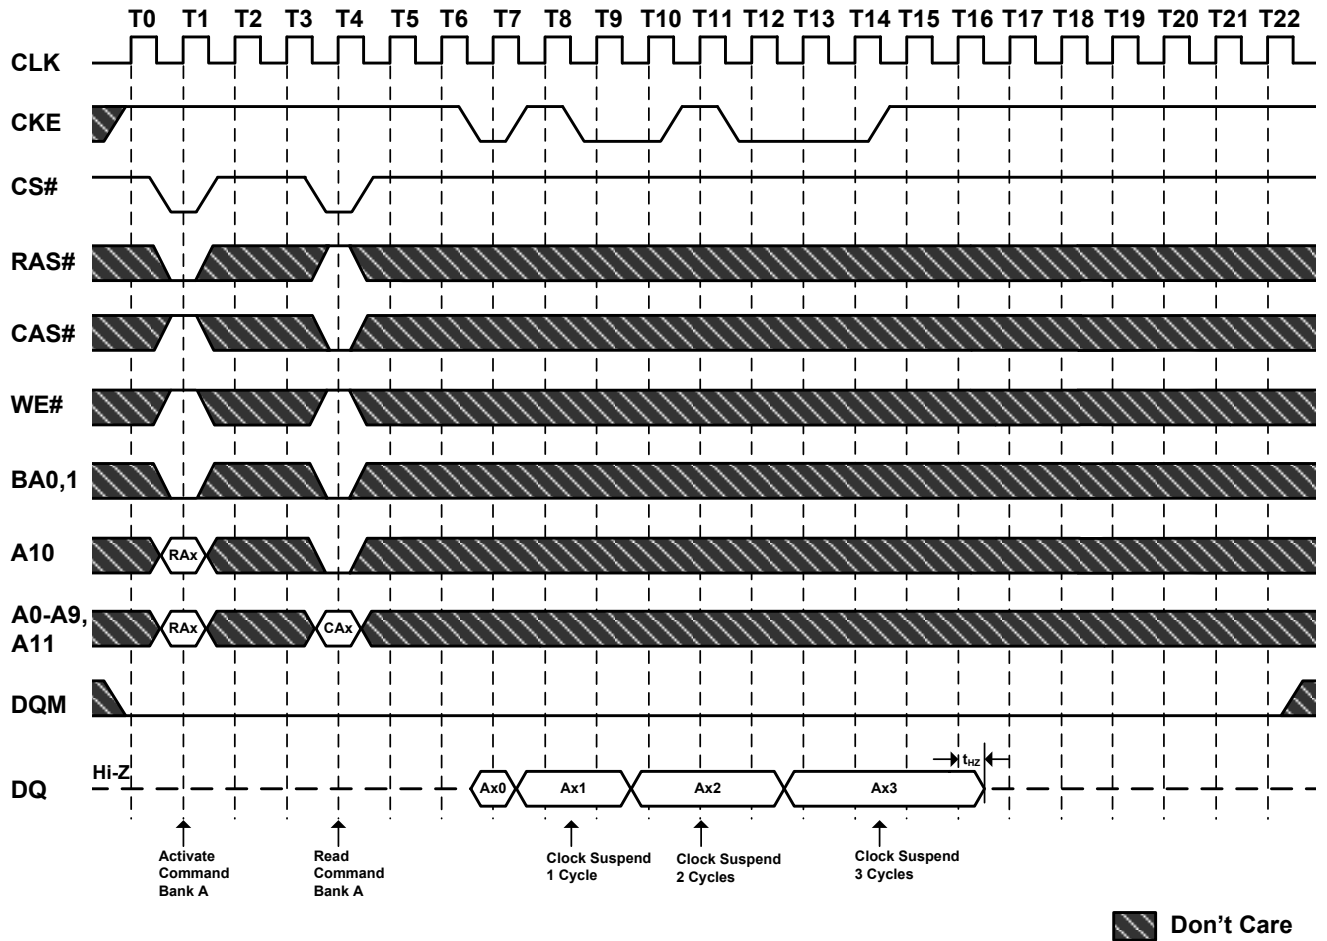 T0 T1 T2 T3 T4 T5 T6 T7 T8 T9 T10 T11 T12 T13 T14 T15 T16 T17 T18 T19 T20 T21 T22
CLK
CKE
CS#
RAS#
CAS#
WE#
BA0,1
A10
RAx
A0-A9,
A11
RAx
CAx
DQM
tHZ
Hi-Z
DQ
Ax0
Ax1
Ax2
Ax3
Activate
Command
Bank A
Read
Command
Bank A
Clock Suspend
1 Cycle
Clock Suspend
2 Cycles
Clock Suspend
3 Cycles
Don't Care